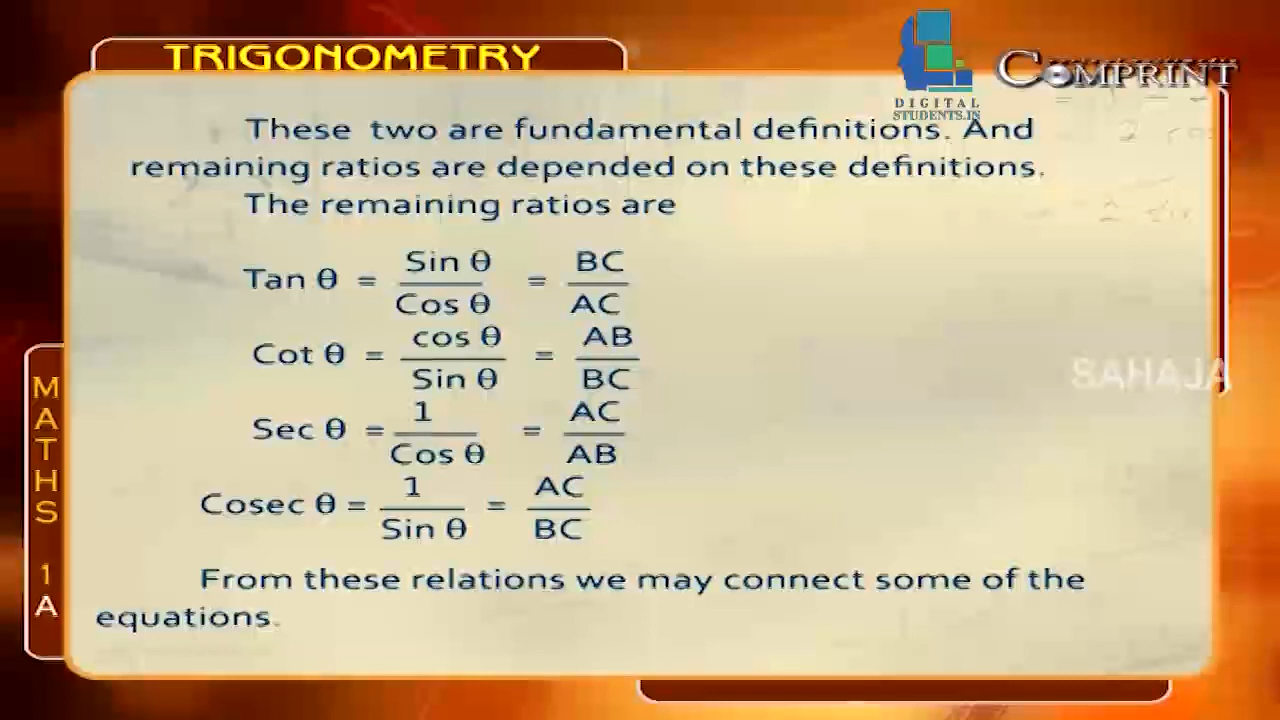 TRIGONOMETRY
DIGITAL
STUDENTS.IN
COMPRINT
These two are fundamental definitions. And
remaining ratios are depended on these definitions.
The remaining ratios are
Tan θ = Sin θ / Cos θ = BC / AC
Cot θ = cos θ / Sin θ = AB / BC
Sec θ = 1 / Cos θ = AC / AB
Cosec θ = 1 / Sin θ = AC / BC
From these relations we may connect some of the
equations.
MATHS 1A
SAHAJA